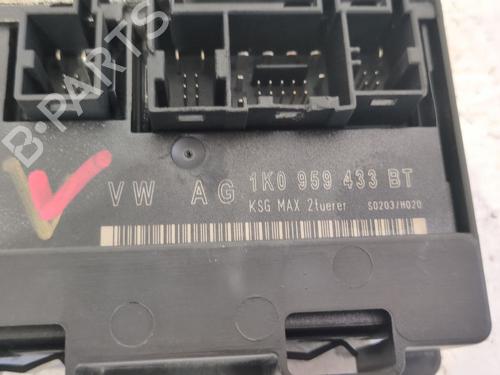 B-PARTS
VW AG 1K0 959 433 BT
KSG MAX 2tuerer S0203/H020